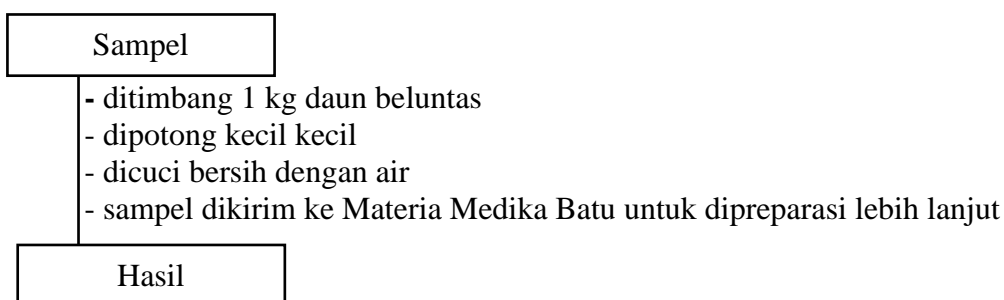 Sampel
- ditimbang 1 kg daun beluntas
- dipotong kecil kecil
- dicuci bersih dengan air
- sampel dikirim ke Materia Medika Batu untuk dipreparasi lebih lanjut
Hasil